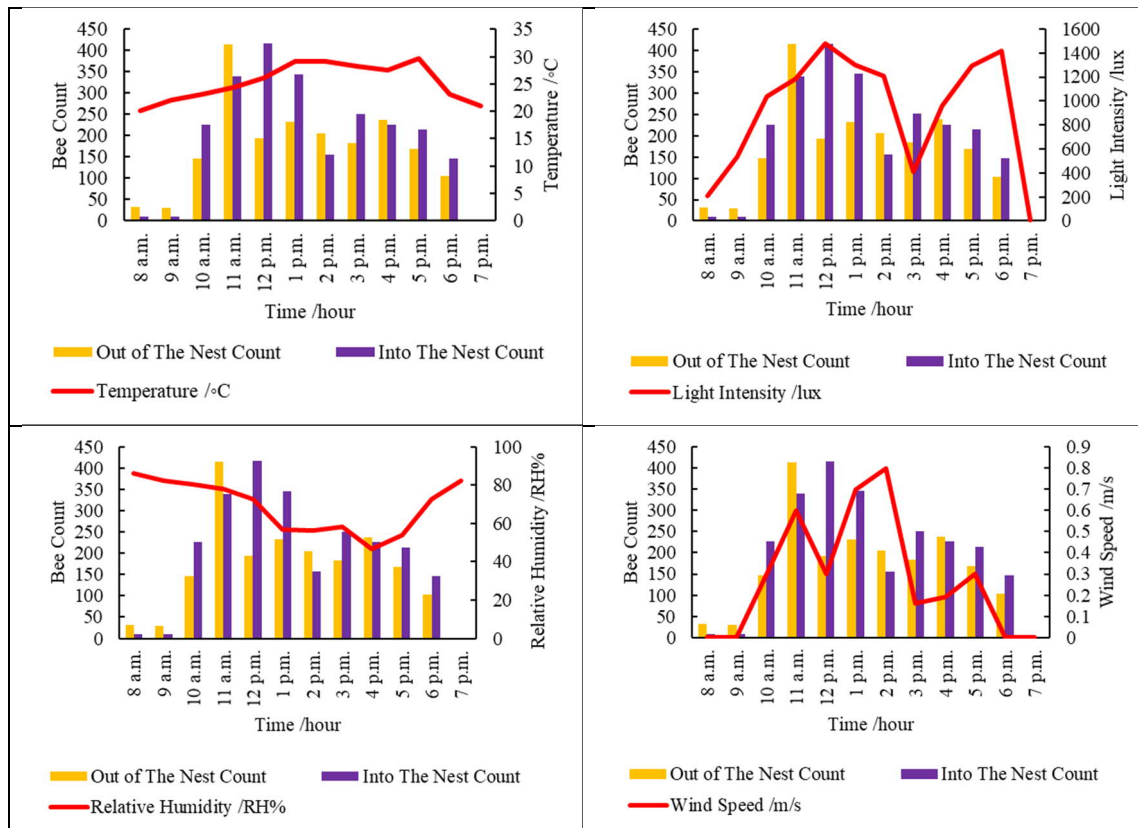 450
400
350
300
250
200
150
100
50
0
Bee Count
35
30
25
20
15
10
5
0
Temperature /◦C
8 a.m.
9 a.m.
10 a.m.
11 a.m.
12 p.m.
1 p.m.
2 p.m.
3 p.m.
4 p.m.
5 p.m.
6 p.m.
7 p.m.
Time /hour
Out of The Nest Count Into The Nest Count
Temperature /◦C
450
400
350
300
250
200
150
100
50
0
Bee Count
1600
1400
1200
1000
800
600
400
200
0
Light Intensity /lux
8 a.m.
9 a.m.
10 a.m.
11 a.m.
12 p.m.
1 p.m.
2 p.m.
3 p.m.
4 p.m.
5 p.m.
6 p.m.
7 p.m.
Time /hour
Out of The Nest Count Into The Nest Count
Light Intensity /lux
450
400
350
300
250
200
150
100
50
0
Bee Count
100
80
60
40
20
0
Relative Humidity /RH%
8 a.m.
9 a.m.
10 a.m.
11 a.m.
12 p.m.
1 p.m.
2 p.m.
3 p.m.
4 p.m.
5 p.m.
6 p.m.
7 p.m.
Time /hour
Out of The Nest Count Into The Nest Count
Relative Humidity /RH%
450
400
350
300
250
200
150
100
50
0
Bee Count
0.9
0.8
0.7
0.6
0.5
0.4
0.3
0.2
0.1
0
Wind Speed /m/s
8 a.m.
9 a.m.
10 a.m.
11 a.m.
12 p.m.
1 p.m.
2 p.m.
3 p.m.
4 p.m.
5 p.m.
6 p.m.
7 p.m.
Time /hour
Out of The Nest Count Into The Nest Count
Wind Speed /m/s